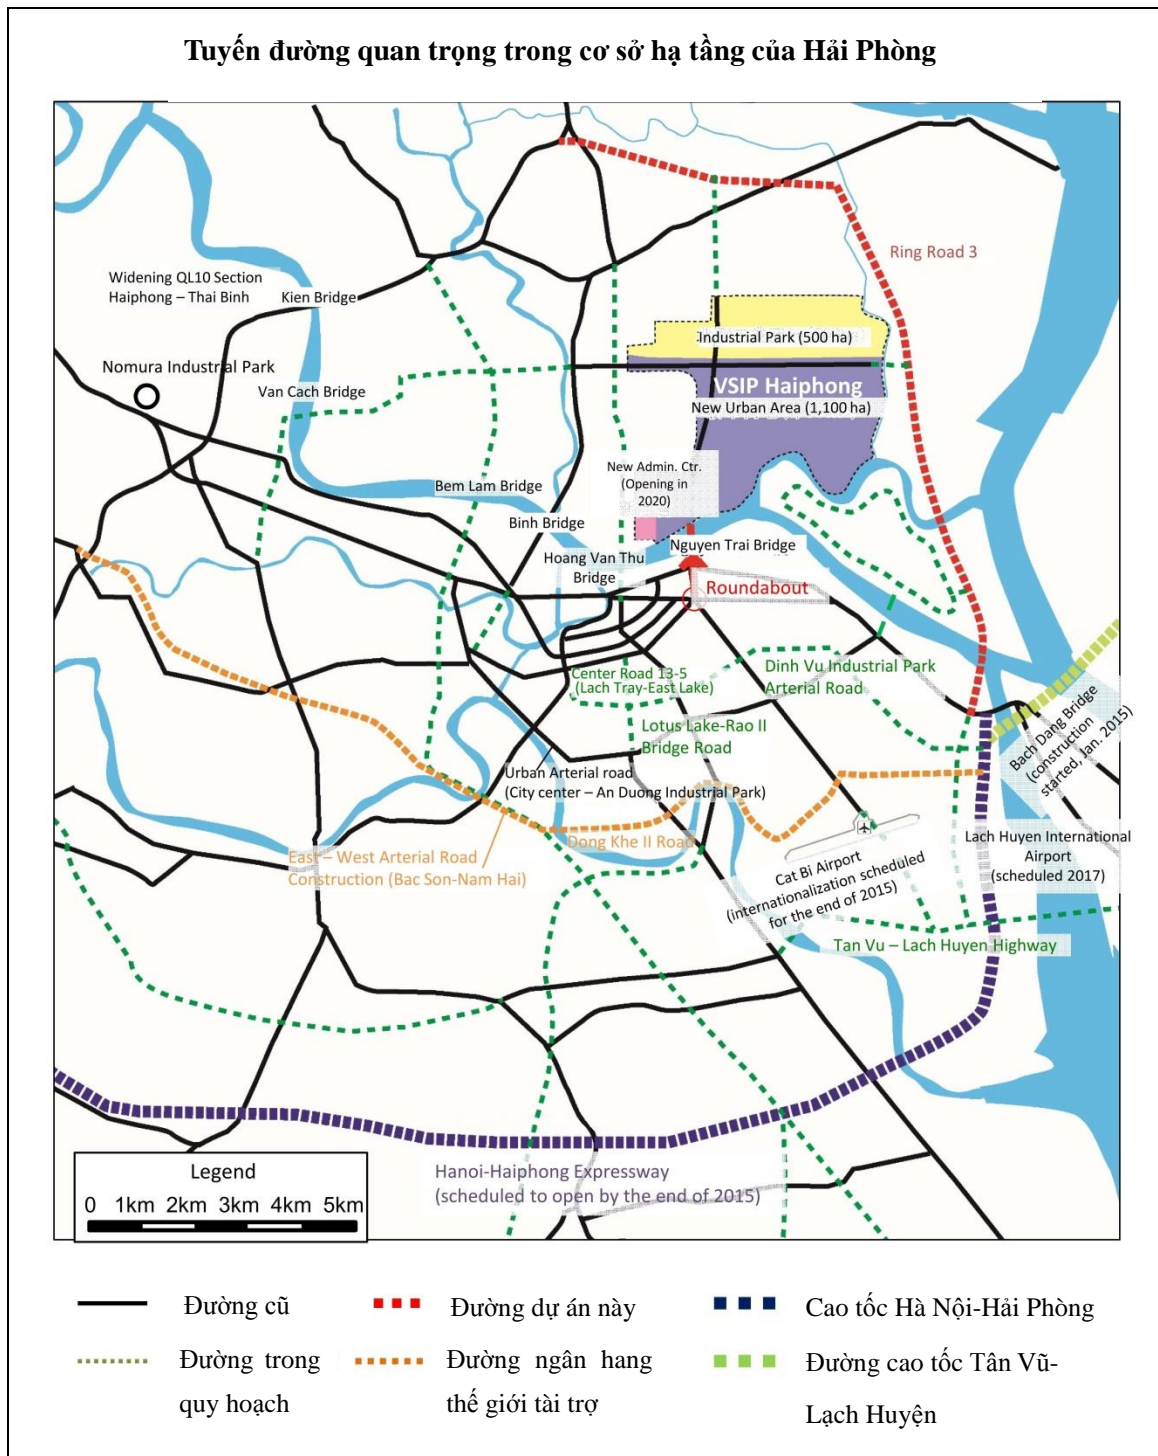 Tuyến đường quan trọng trong cơ sở hạ tầng của Hải Phòng
Ring Road 3
Widening QL10 Section
Haiphong – Thai Binh
Kien Bridge
Industrial Park (500 ha)
Nomura Industrial Park
VSIP Haiphong
Van Cach Bridge
New Urban Area (1,100 ha)
New Admin. Ctr.
(Opening in
2020)
Bem Lam Bridge
Binh Bridge
Nguyen Trai Bridge
Hoang Van Thu
Bridge
Roundabout
Center Road 13-5
(Lach Tray-East Lake)
Dinh Vu Industrial Park
Arterial Road
Lotus Lake-Rao II
Bridge Road
Bach Dang Bridge
(construction
started, Jan. 2015)
Urban Arterial road
(City center – An Duong Industrial Park)
Dong Khe II Road
East – West Arterial Road
Construction (Bac Son-Nam Hai)
Cat Bi Airport
(internationalization scheduled
for the end of 2015)
Lach Huyen International
Airport
(scheduled 2017)
Tan Vu – Lach Huyen Highway
Hanoi-Haiphong Expressway
(scheduled to open by the end of 2015)
Legend
0 1km 2km 3km 4km 5km
Đường cũ
Đường dự án này
Cao tốc Hà Nội-Hải Phòng
Đường trong
quy hoạch
Đường ngân hang
thế giới tài trợ
Đường cao tốc Tân Vũ-
Lạch Huyện